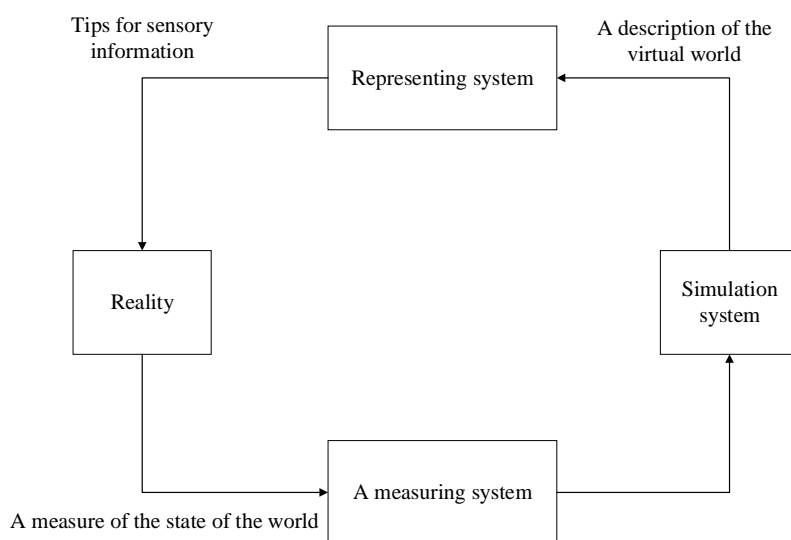 Tips for sensory
information
A description of the
virtual world
Representing system
Reality
Simulation
system
A measuring system
A measure of the state of the world